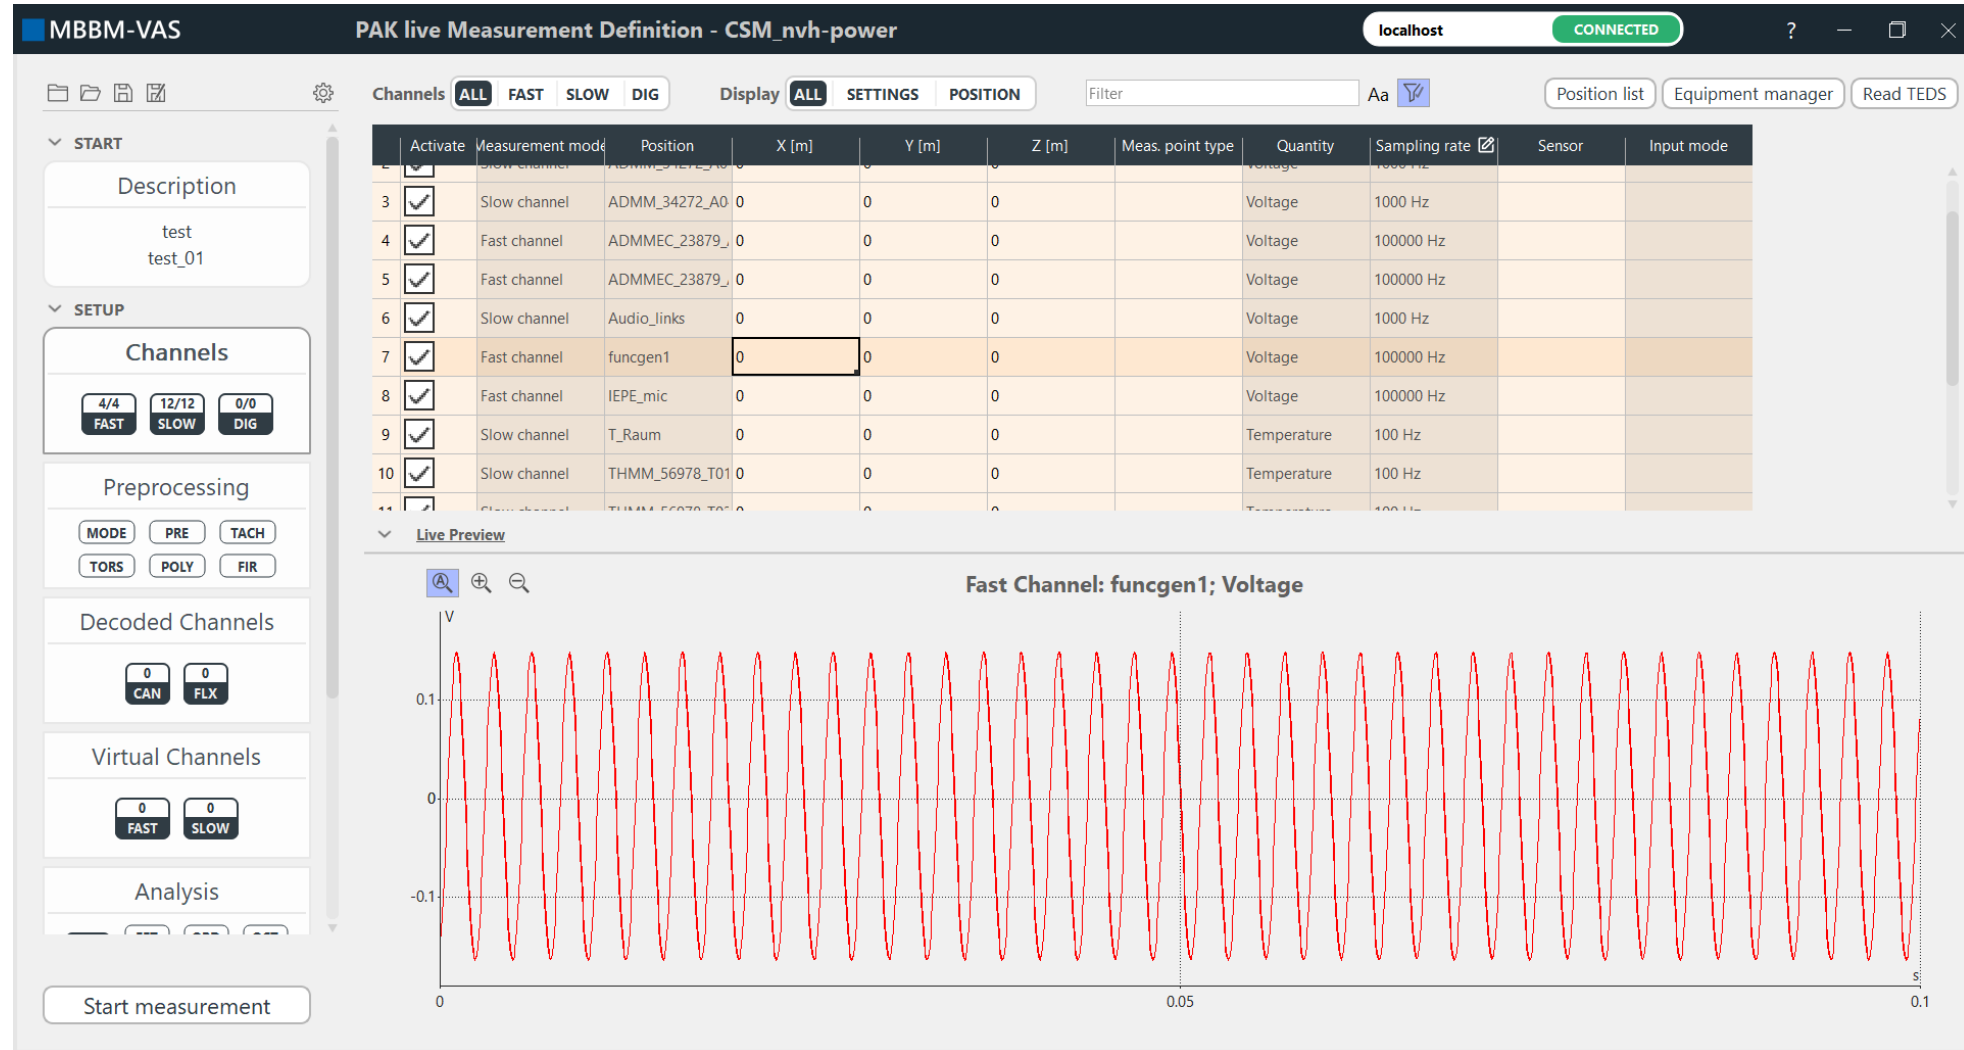 MBBM-VAS
PAK live Measurement Definition - CSM_nvh-power
localhost CONNECTED ?
Channels ALL FAST SLOW DIG Display ALL SETTINGS POSITION Filter Aa Position list Equipment manager Read TEDS
START
Description
test
test_01
SETUP
Channels
4/4 12/12 0/0
FAST SLOW DIG
Preprocessing
MODE PRE TACH
TORS POLY FIR
Decoded Channels
0 0
CAN FLX
Virtual Channels
0 0
FAST SLOW
Analysis
Start measurement
Activate Measurement mode Position X [m] Y [m] Z [m] Meas. point type Quantity Sampling rate Sensor Input mode
3 Slow channel ADMM_34272_A0 0 0 0 Voltage 1000 Hz
4 Fast channel ADMMEC_23879_ 0 0 0 Voltage 100000 Hz
5 Fast channel ADMMEC_23879_ 0 0 0 Voltage 100000 Hz
6 Slow channel Audio_links 0 0 0 Voltage 1000 Hz
7 Fast channel funcgen1 0 0 0 Voltage 100000 Hz
8 Fast channel IEPE_mic 0 0 0 Voltage 100000 Hz
9 Slow channel T_Raum 0 0 0 Temperature 100 Hz
10 Slow channel THMM_56978_T01 0 0 0 Temperature 100 Hz
Live Preview
Fast Channel: funcgen1; Voltage
V
0.1
0
-0.1
s
0 0.05 0.1